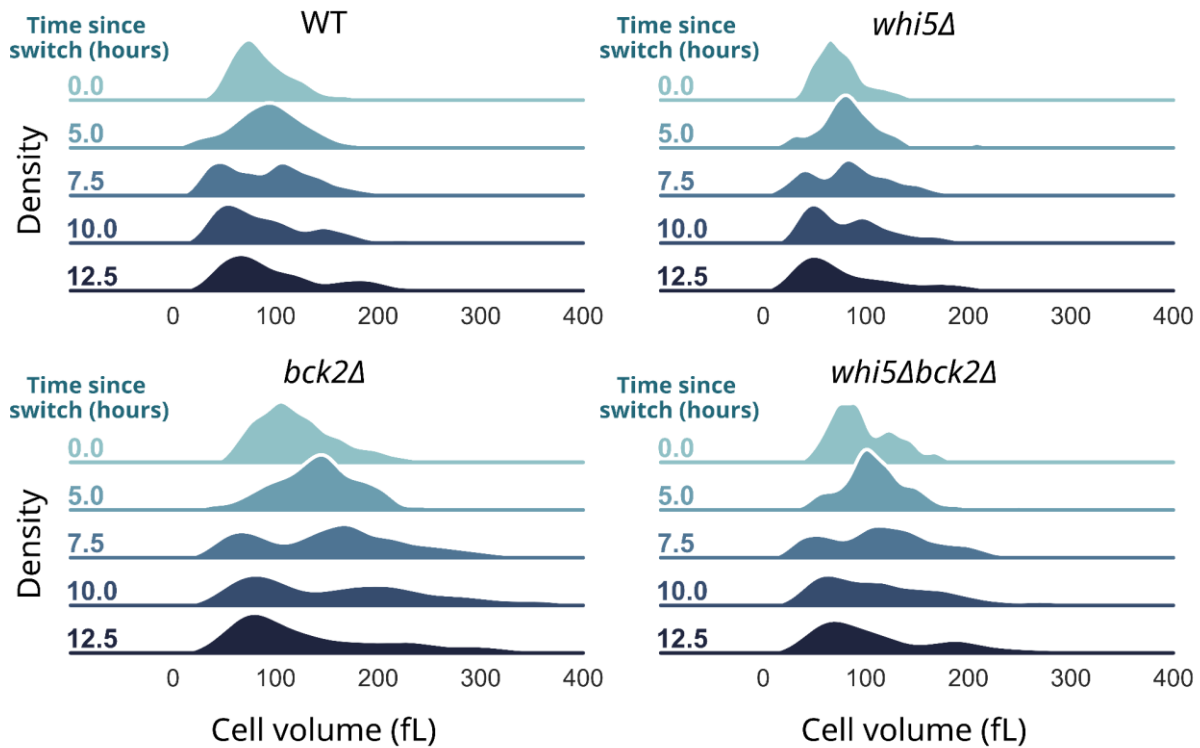 WT
Time since
switch (hours)
0.0
5.0
7.5
10.0
12.5
Density
0 100 200 300 400
whi5Δ
Time since
switch (hours)
0.0
5.0
7.5
10.0
12.5
0 100 200 300 400
bck2Δ
Time since
switch (hours)
0.0
5.0
7.5
10.0
12.5
Density
0 100 200 300 400
Cell volume (fL)
whi5Δbck2Δ
Time since
switch (hours)
0.0
5.0
7.5
10.0
12.5
0 100 200 300 400
Cell volume (fL)